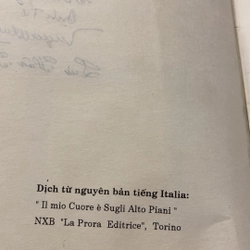 Dịch từ nguyên bản tiếng Italia:
" Il mio Cuore è Sugli Alto Piani "
NXB "La Prora Editrice", Torino